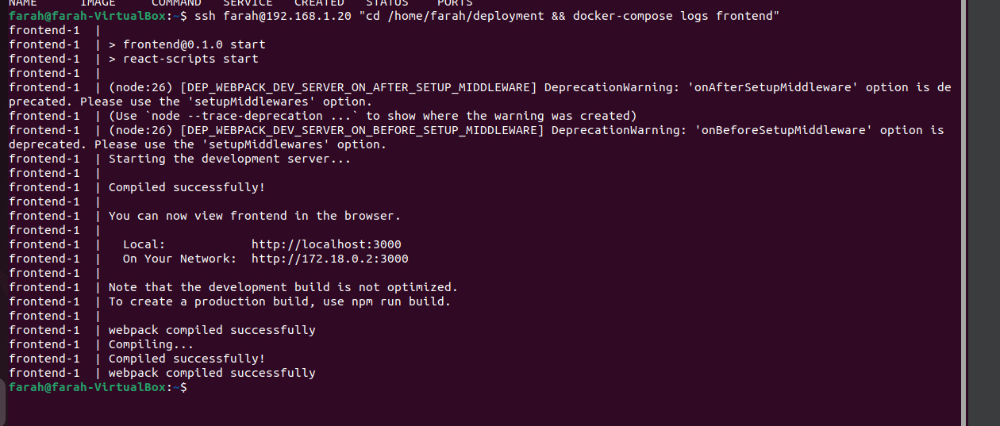 NAME      IMAGE     COMMAND   SERVICE   CREATED   STATUS    PORTS
farah@farah-VirtualBox:~$ ssh farah@192.168.1.20 "cd /home/farah/deployment && docker-compose logs frontend"
frontend-1  |
frontend-1  | > frontend@0.1.0 start
frontend-1  | > react-scripts start
frontend-1  |
frontend-1  | (node:26) [DEP_WEBPACK_DEV_SERVER_ON_AFTER_SETUP_MIDDLEWARE] DeprecationWarning: 'onAfterSetupMiddleware' option is de
precated. Please use the 'setupMiddlewares' option.
frontend-1  | (Use `node --trace-deprecation ...` to show where the warning was created)
frontend-1  | (node:26) [DEP_WEBPACK_DEV_SERVER_ON_BEFORE_SETUP_MIDDLEWARE] DeprecationWarning: 'onBeforeSetupMiddleware' option is
deprecated. Please use the 'setupMiddlewares' option.
frontend-1  | Starting the development server...
frontend-1  |
frontend-1  | Compiled successfully!
frontend-1  |
frontend-1  | You can now view frontend in the browser.
frontend-1  |
frontend-1  |   Local:            http://localhost:3000
frontend-1  |   On Your Network:  http://172.18.0.2:3000
frontend-1  |
frontend-1  | Note that the development build is not optimized.
frontend-1  | To create a production build, use npm run build.
frontend-1  |
frontend-1  | webpack compiled successfully
frontend-1  | Compiling...
frontend-1  | Compiled successfully!
frontend-1  | webpack compiled successfully
farah@farah-VirtualBox:~$